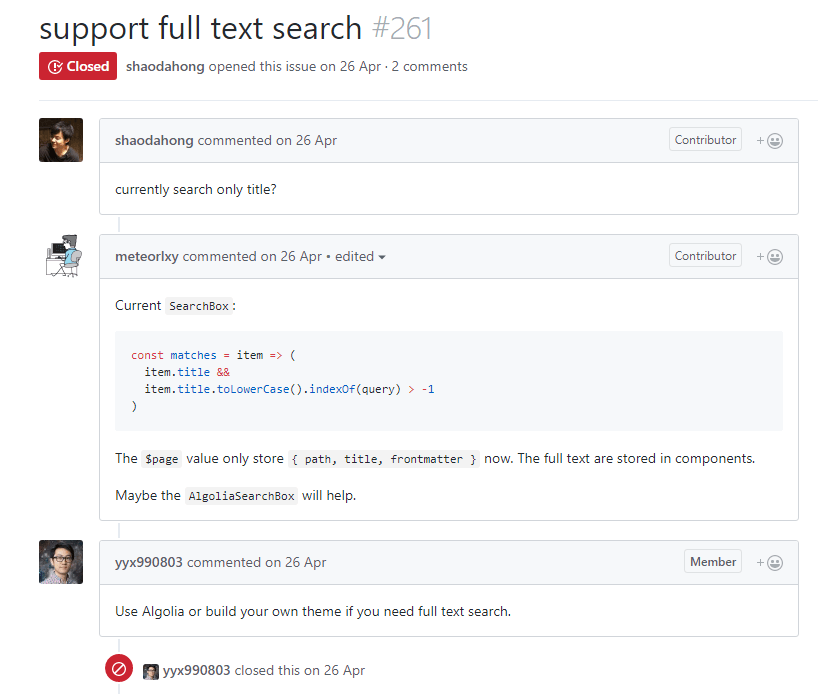 support full text search #261
Closed shaodahong opened this issue on 26 Apr · 2 comments
shaodahong commented on 26 Apr Contributor +
currently search only title?
meteorlxy commented on 26 Apr • edited Contributor +
Current SearchBox :
const matches = item => (
item.title &&
item.title.toLowerCase().indexOf(query) > -1
)
The $page value only store { path, title, frontmatter } now. The full text are stored in components.
Maybe the AlgoliaSearchBox will help.
yyx990803 commented on 26 Apr Member +
Use Algolia or build your own theme if you need full text search.
yyx990803 closed this on 26 Apr